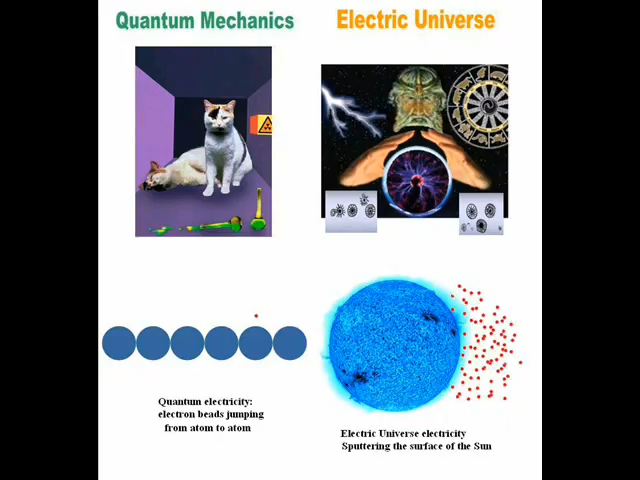 Quantum Mechanics
Electric Universe
Quantum electricity:
electron beads jumping
from atom to atom
Electric Universe electricity
Sputtering the surface of the Sun